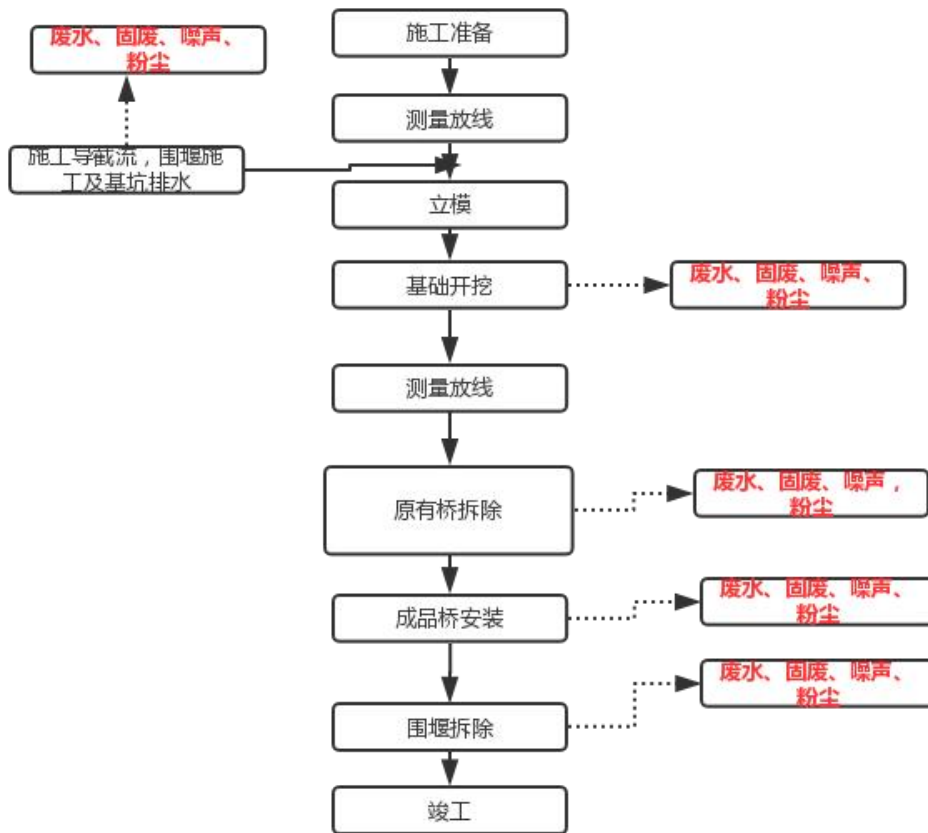 施工准备
废水、固废、噪声、
粉尘
测量放线
施工导截流，围堰施
工及基坑排水
立模
基础开挖
废水、固废、噪声、
粉尘
测量放线
原有桥拆除
废水、固废、噪声，
粉尘
成品桥安装
废水、固废、噪声、
粉尘
围堰拆除
废水、固废、噪声、
粉尘
竣工